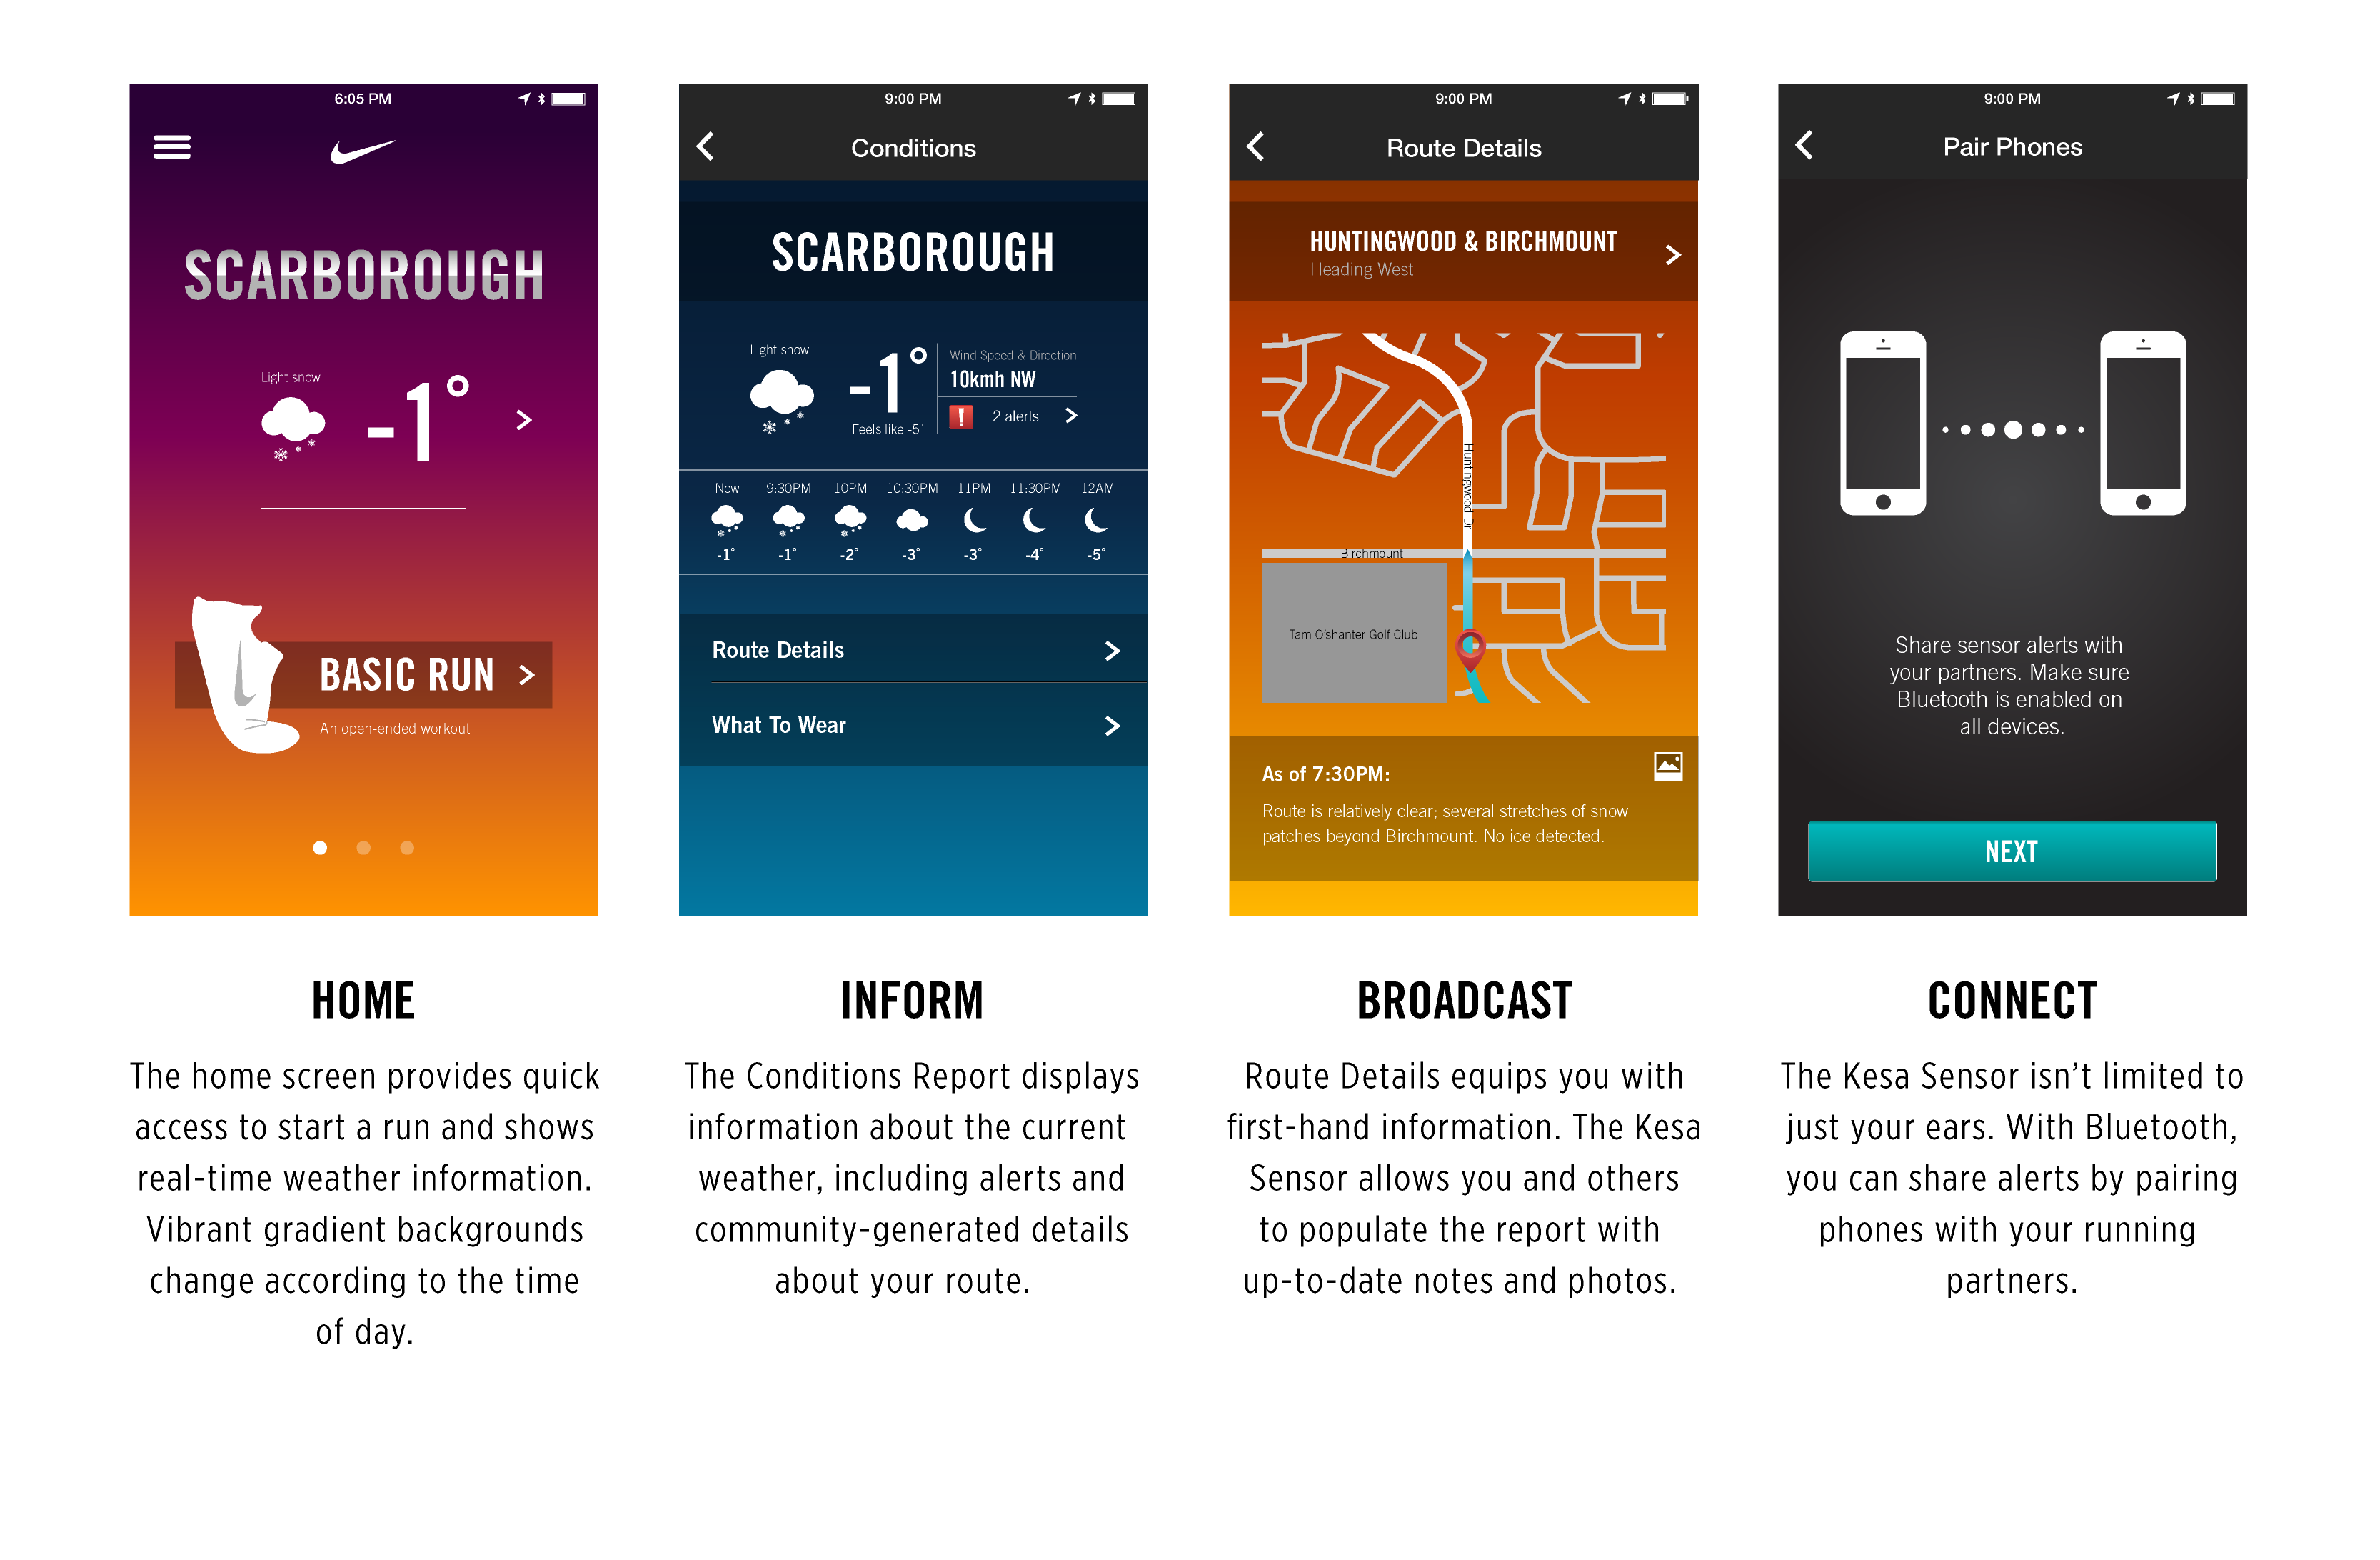 6:05 PM
SCARBOROUGH
Light snow
-1°
BASIC RUN
An open-ended workout
HOME
The home screen provides quick
access to start a run and shows
real-time weather information.
Vibrant gradient backgrounds
change according to the time
of day.
9:00 PM
Conditions
SCARBOROUGH
Light snow
-1°
Feels like -5°
Wind Speed & Direction
10kmh NW
! 2 alerts
Now 9:30PM 10PM 10:30PM 11PM 11:30PM 12AM
-1° -1° -2° -3° -3° -4° -5°
Route Details
What To Wear
INFORM
The Conditions Report displays
information about the current
weather, including alerts and
community-generated details
about your route.
9:00 PM
Route Details
HUNTINGWOOD & BIRCHMOUNT
Heading West
Huntingwood Dr
Birchmount
Tam O'shanter Golf Club
As of 7:30PM:
Route is relatively clear; several stretches of snow
patches beyond Birchmount. No ice detected.
BROADCAST
Route Details equips you with
first-hand information. The Kesa
Sensor allows you and others
to populate the report with
up-to-date notes and photos.
9:00 PM
Pair Phones
Share sensor alerts with
your partners. Make sure
Bluetooth is enabled on
all devices.
NEXT
CONNECT
The Kesa Sensor isn't limited to
just your ears. With Bluetooth,
you can share alerts by pairing
phones with your running
partners.